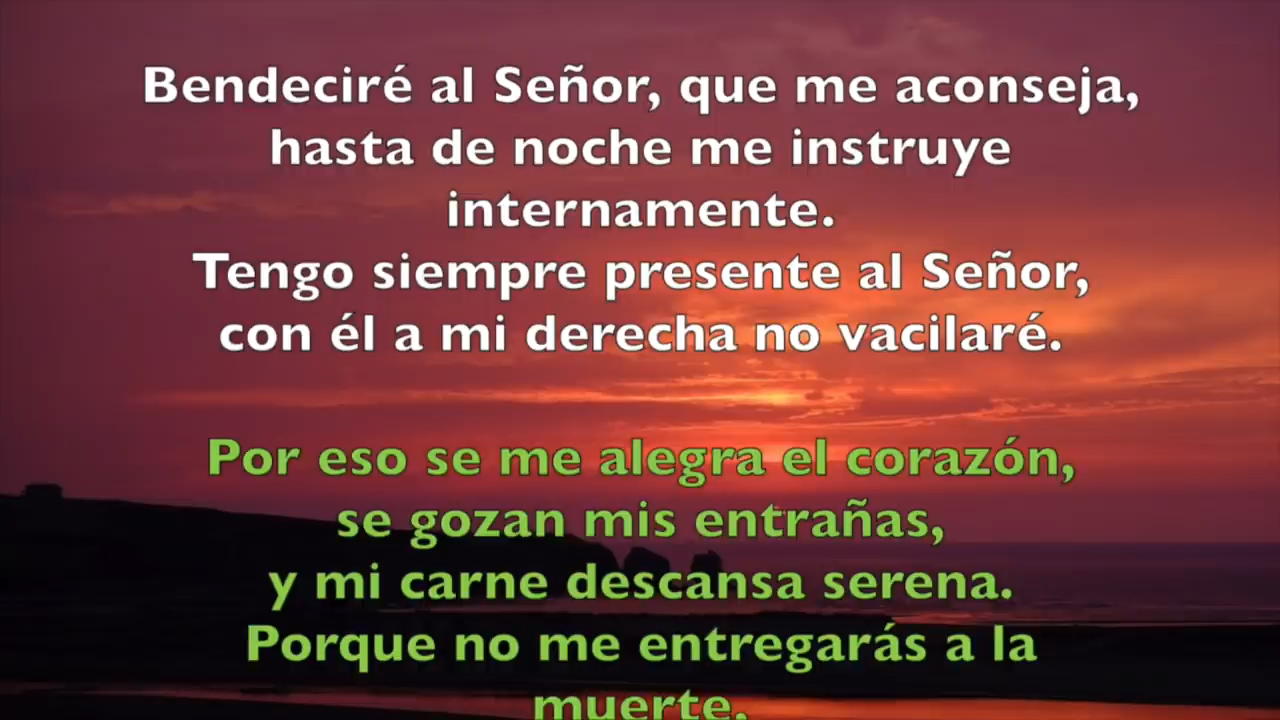 Bendeciré al Señor, que me aconseja,
hasta de noche me instruye
internamente.
Tengo siempre presente al Señor,
con él a mi derecha no vacilaré.
Por eso se me alegra el corazón,
se gozan mis entrañas,
y mi carne descansa serena.
Porque no me entregarás a la
muerte,